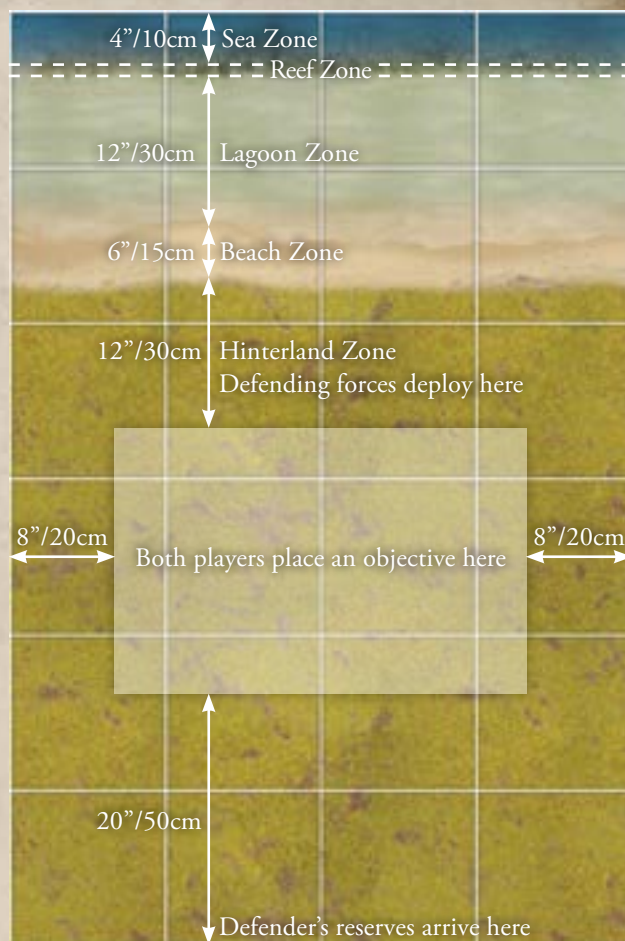 4”/10cm Sea Zone
Reef Zone
12”/30cm Lagoon Zone
6”/15cm Beach Zone
12”/30cm Hinterland Zone
Defending forces deploy here
8”/20cm
8”/20cm
Both players place an objective here
20”/50cm
Defender’s reserves arrive here